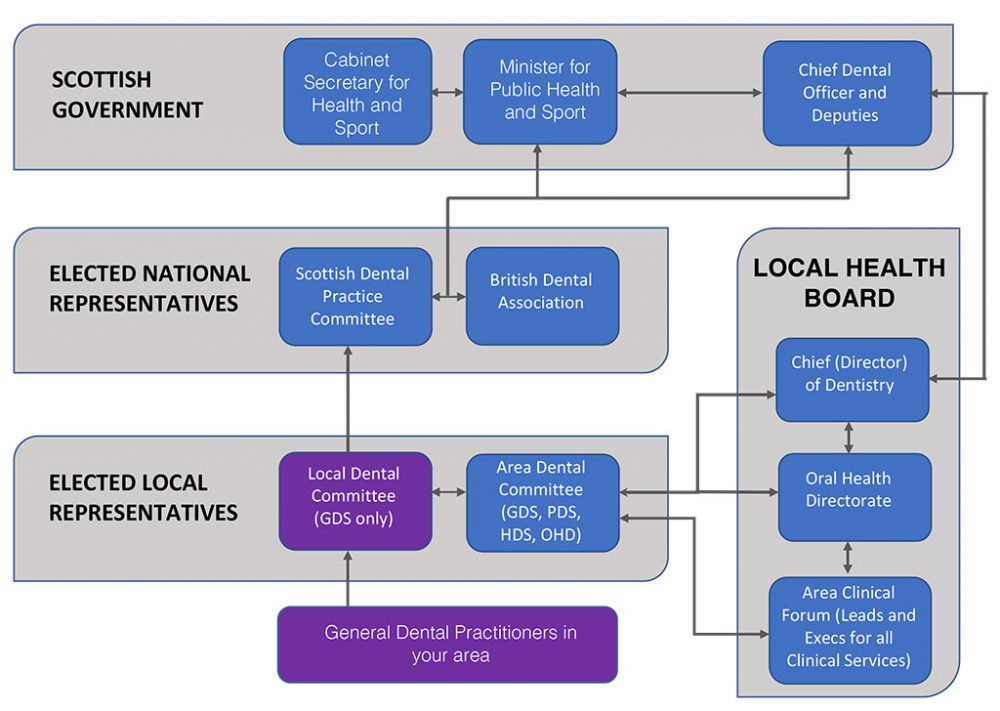 SCOTTISH
GOVERNMENT
Cabinet
Secretary for
Health and
Sport
Minister for
Public Health
and Sport
Chief Dental
Officer and
Deputies
ELECTED NATIONAL
REPRESENTATIVES
Scottish Dental
Practice
Committee
British Dental
Association
LOCAL HEALTH
BOARD
Chief (Director)
of Dentistry
Oral Health
Directorate
Area Clinical
Forum (Leads and
Execs for all
Clinical Services)
ELECTED LOCAL
REPRESENTATIVES
Local Dental
Committee
(GDS only)
Area Dental
Committee
(GDS, PDS,
HDS, OHD)
General Dental Practitioners in
your area